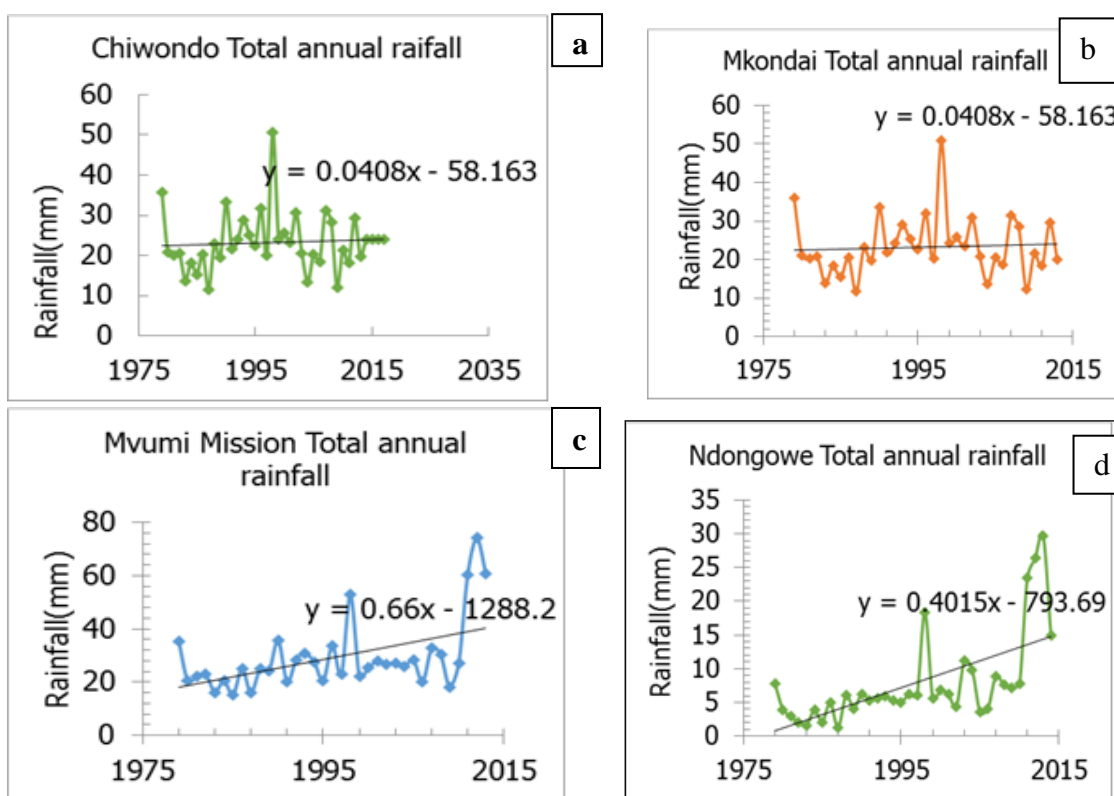 Chiwondo Total annual raifall
a
Rainfall(mm)
60
50
40
30
20
10
0
y = 0.0408x - 58.163
1975
1995
2015
2035
Mkondai Total annual rainfall
b
Rainfall(mm)
60
50
40
30
20
10
0
y = 0.0408x - 58.163
1975
1995
2015
Mvumi Mission Total annual
rainfall
c
Rainfall(mm)
80
60
40
20
0
y = 0.66x - 1288.2
1975
1995
2015
Ndongowe Total annual rainfall
d
Rainfall(mm)
35
30
25
20
15
10
5
0
y = 0.4015x - 793.69
1975
1995
2015